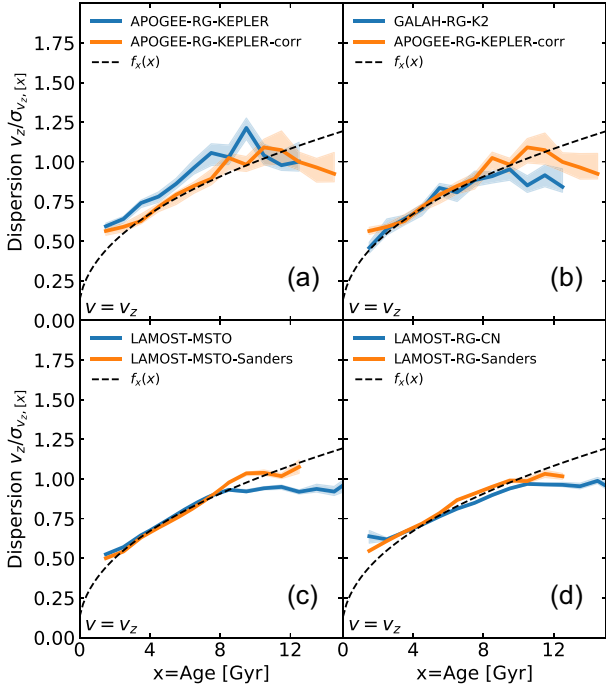 APOGEE-RG-KEPLER
APOGEE-RG-KEPLER-corr
f_x(x)
1.75
1.50
1.25
1.00
0.75
0.50
0.25
0.00
Dispersion v_z/σ_{v_z, [x]}
(a)
v = v_z
GALAH-RG-K2
APOGEE-RG-KEPLER-corr
f_x(x)
(b)
v = v_z
LAMOST-MSTO
LAMOST-MSTO-Sanders
f_x(x)
1.75
1.50
1.25
1.00
0.75
0.50
0.25
0.00
Dispersion v_z/σ_{v_z, [x]}
(c)
v = v_z
0 4 8 12
x=Age [Gyr]
LAMOST-RG-CN
LAMOST-RG-Sanders
f_x(x)
(d)
v = v_z
0 4 8 12
x=Age [Gyr]